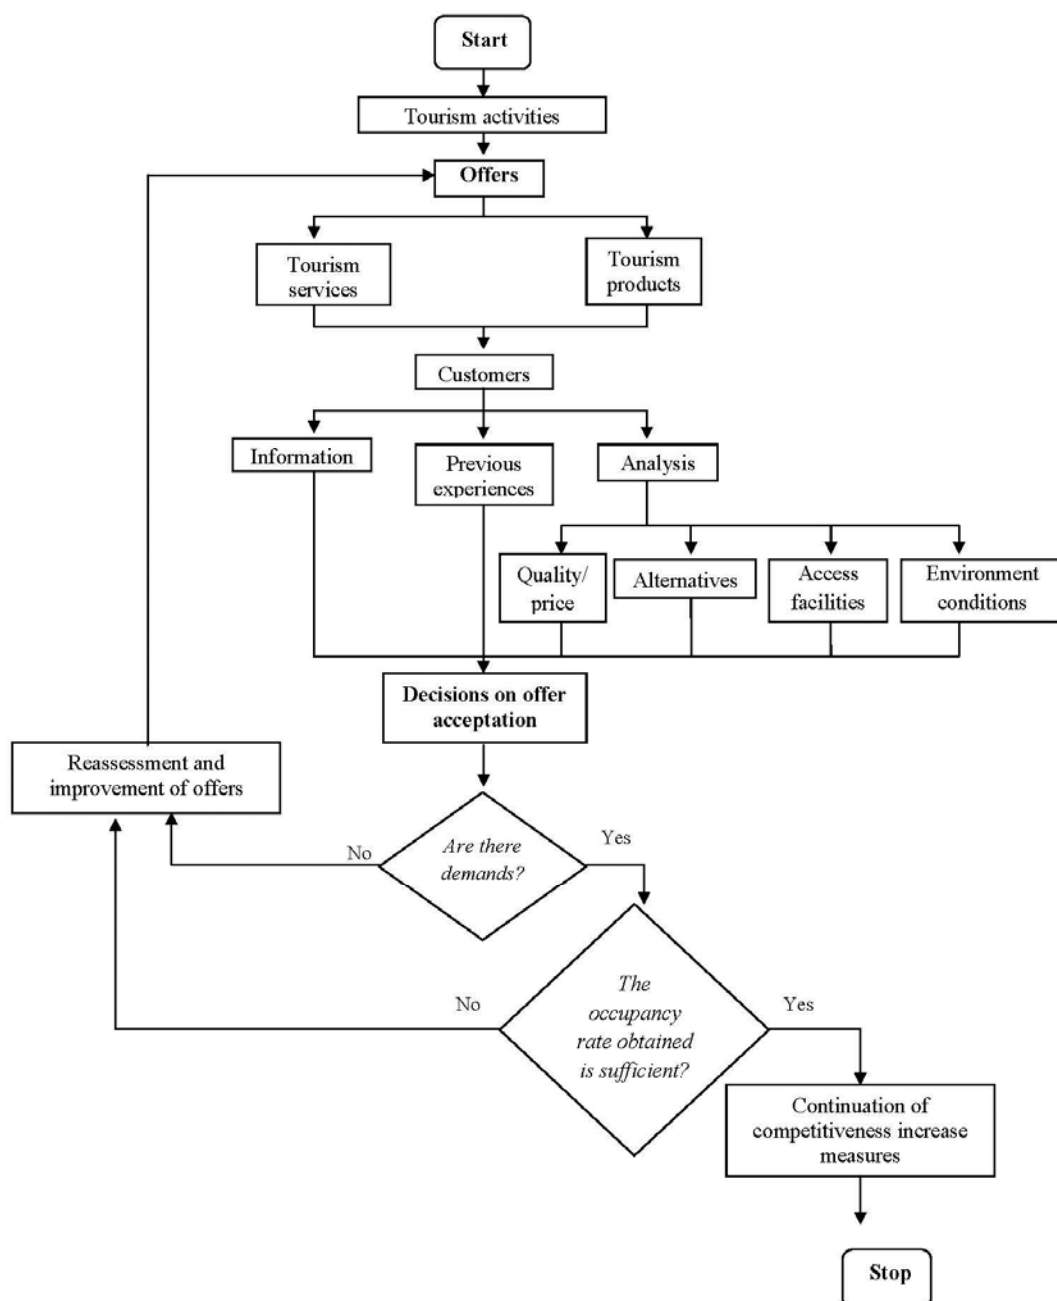 Start
Tourism activities
Offers
Tourism
services
Tourism
products
Customers
Information
Previous
experiences
Analysis
Quality/
price
Alternatives
Access
facilities
Environment
conditions
Decisions on offer
acceptation
Reassessment and
improvement of offers
No
Are there
demands?
Yes
No
The
occupancy
rate obtained
is sufficient?
Yes
Continuation of
competitiveness increase
measures
Stop